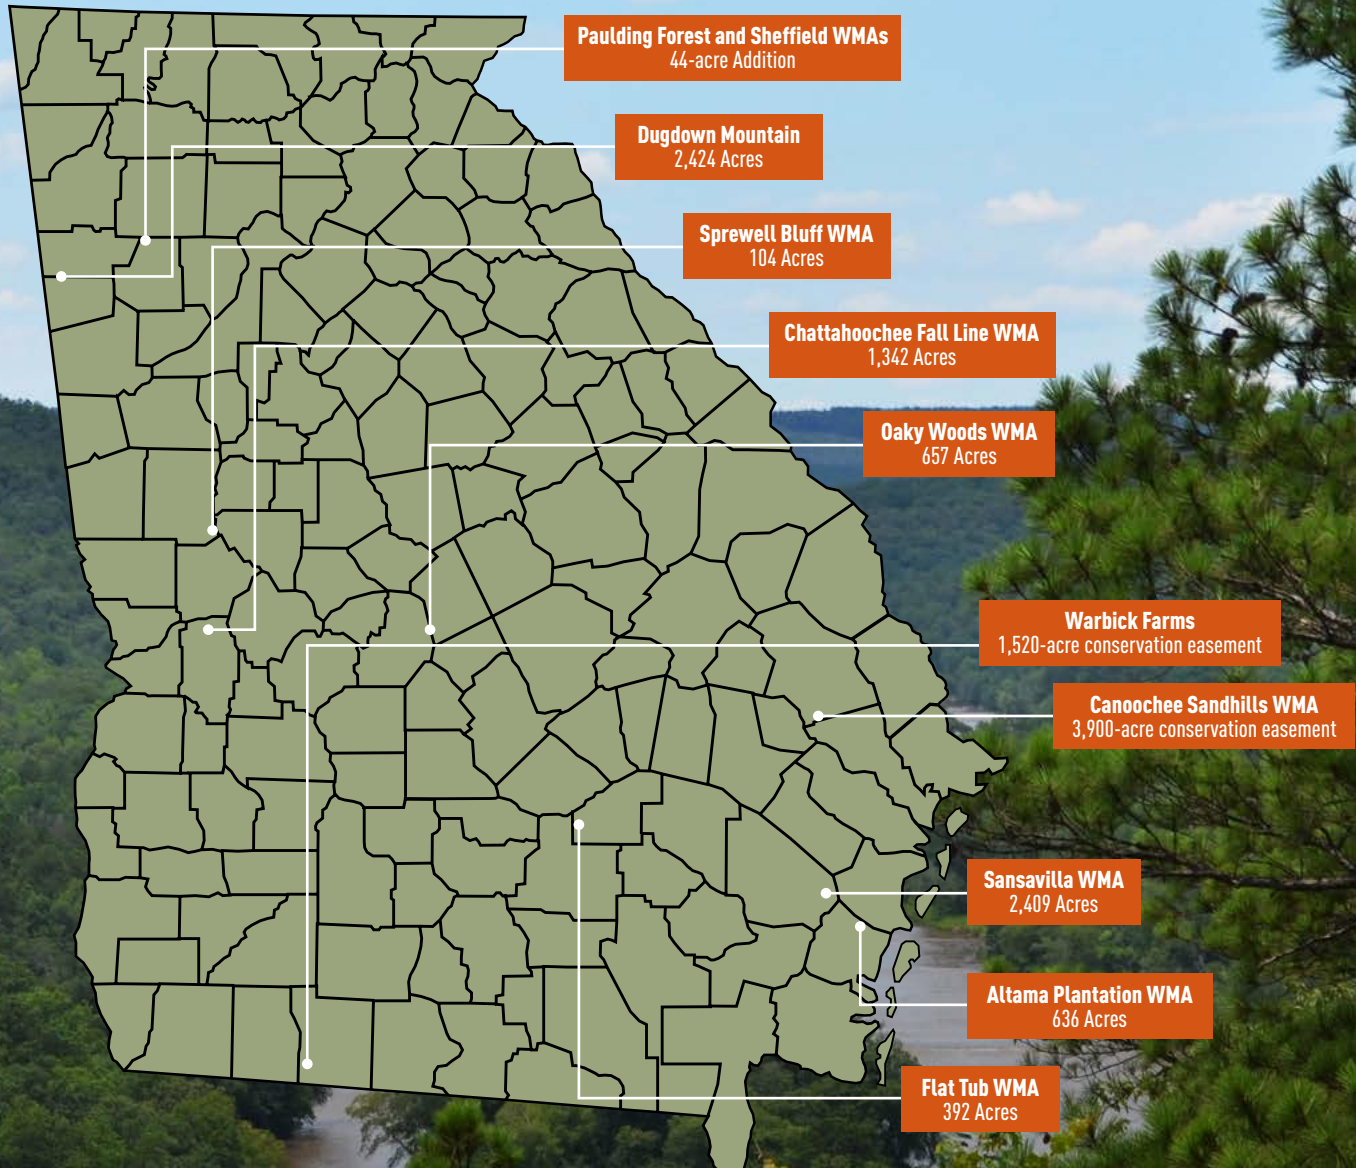 Paulding Forest and Sheffield WMAs
44-acre Addition
Dugdown Mountain
2,424 Acres
Sprewell Bluff WMA
104 Acres
Chattahoochee Fall Line WMA
1,342 Acres
Oaky Woods WMA
657 Acres
Warbick Farms
1,520-acre conservation easement
Canoochee Sandhills WMA
3,900-acre conservation easement
Sansavilla WMA
2,409 Acres
Altama Plantation WMA
636 Acres
Flat Tub WMA
392 Acres